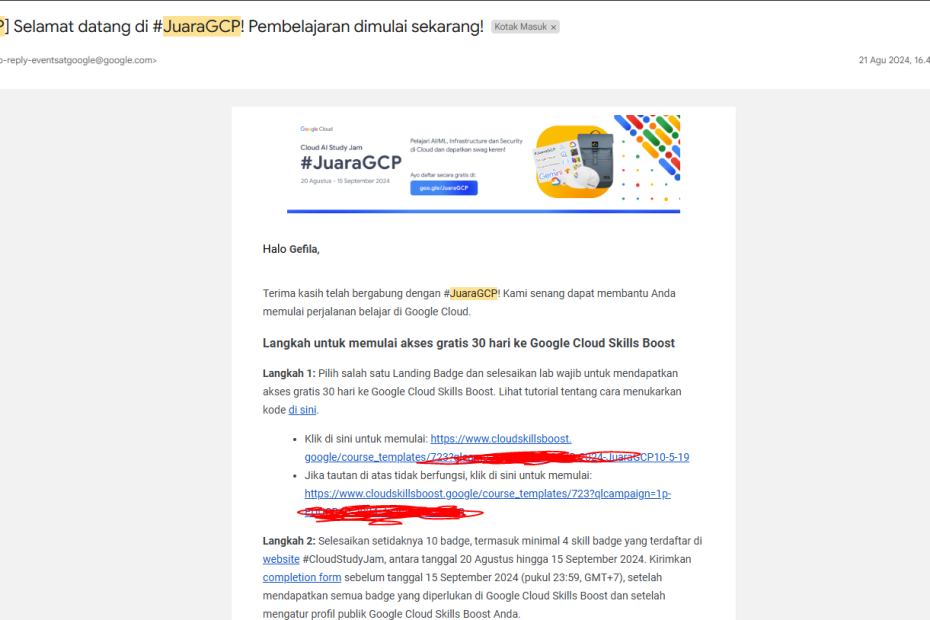 ] Selamat datang di #JuaraGCP! Pembelajaran dimulai sekarang! Kotak Masuk ×
-reply-eventsatgoogle@google.com>
21 Agu 2024, 16.4
Google Cloud
Cloud AI Study Jam
#JuaraGCP
20 Agustus - 15 September 2024
Pelajari AI/ML, Infrastructure dan Security
di Cloud dan dapatkan swag keren!
Ayo daftar secara gratis di:
goo.gle/JuaraGCP
#JuaraGCP
Gemini
Halo Gefila,
Terima kasih telah bergabung dengan #JuaraGCP! Kami senang dapat membantu Anda
memulai perjalanan belajar di Google Cloud.
Langkah untuk memulai akses gratis 30 hari ke Google Cloud Skills Boost
Langkah 1: Pilih salah satu Landing Badge dan selesaikan lab wajib untuk mendapatkan
akses gratis 30 hari ke Google Cloud Skills Boost. Lihat tutorial tentang cara menukarkan
kode di sini.
• Klik di sini untuk memulai: https://www.cloudskillsboost.
google/course_templates/723? 2024-JuaraGCP10-5-19
• Jika tautan di atas tidak berfungsi, klik di sini untuk memulai:
https://www.cloudskillsboost.google/course_templates/723?qlcampaign=1p-
Langkah 2: Selesaikan setidaknya 10 badge, termasuk minimal 4 skill badge yang terdaftar di
website #CloudStudyJam, antara tanggal 20 Agustus hingga 15 September 2024. Kirimkan
completion form sebelum tanggal 15 September 2024 (pukul 23:59, GMT+7), setelah
mendapatkan semua badge yang diperlukan di Google Cloud Skills Boost dan setelah
mengatur profil publik Google Cloud Skills Boost Anda.